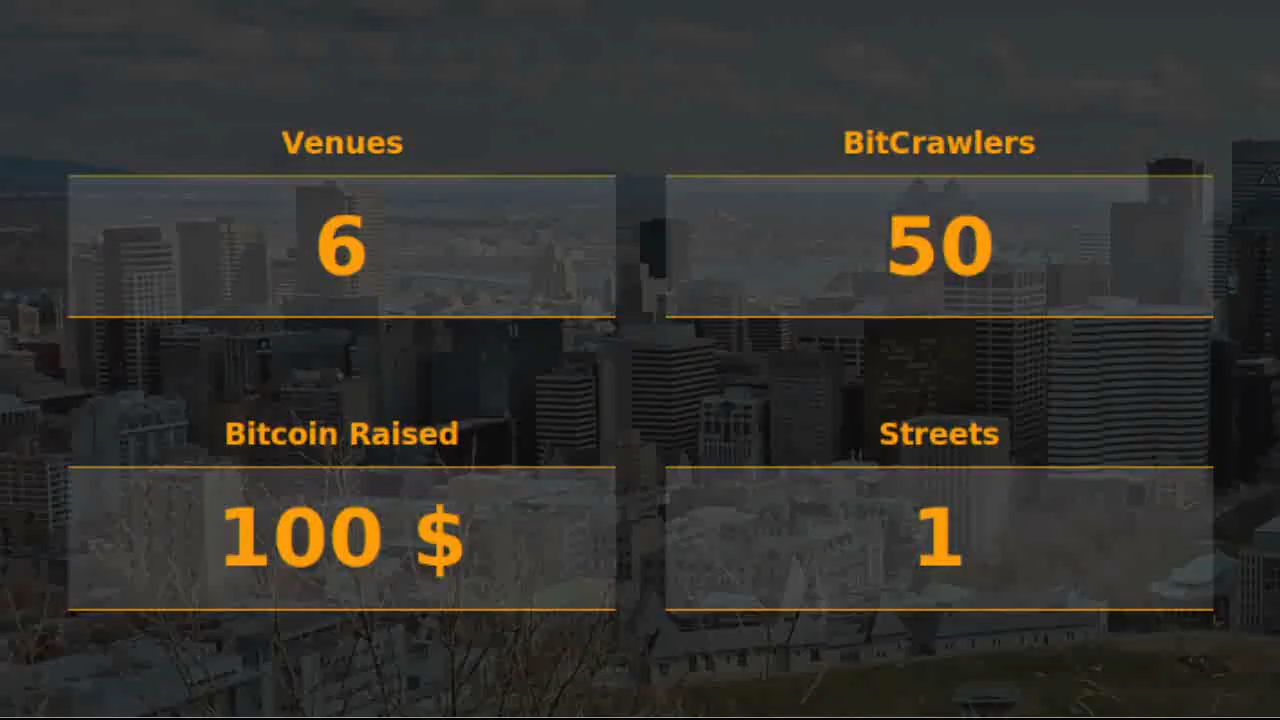 Venues
BitCrawlers
6
50
Bitcoin Raised
Streets
100 $
1